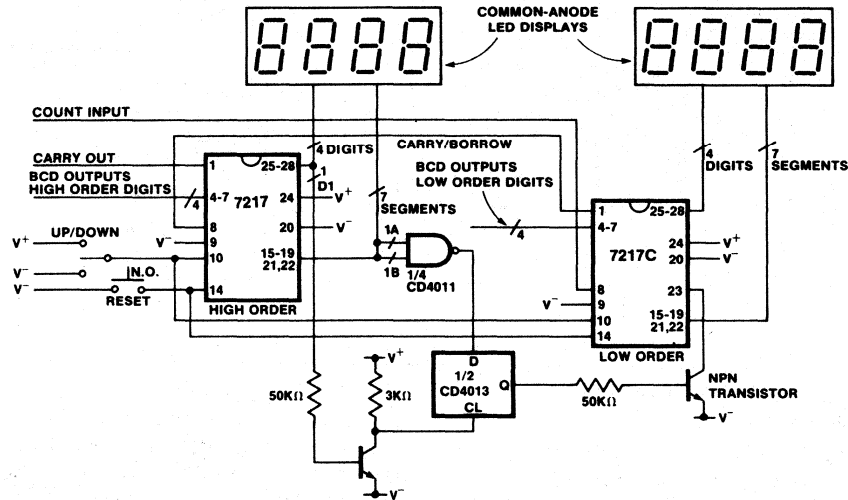 COMMON-ANODE
LED DISPLAYS
COUNT INPUT
CARRY/BORROW
CARRY OUT
BCD OUTPUTS
HIGH ORDER DIGITS
4
1
4-7
8
9
10
14
7217
25-28
24
20
15-19
21,22
HIGH ORDER
4 DIGITS
1
D1
V+
V−
7
SEGMENTS
UP/DOWN
V+
V−
V−
V−
N.O.
RESET
1A
1B
1/4
CD4011
BCD OUTPUTS
LOW ORDER DIGITS
4
4
DIGITS
7
SEGMENTS
1
4-7
8
9
10
14
7217C
25-28
24
20
23
15-19
21,22
LOW ORDER
V+
V−
V−
D
1/2
CD4013
CL
Q
50KΩ
V+
3KΩ
V−
50KΩ
NPN
TRANSISTOR
V−